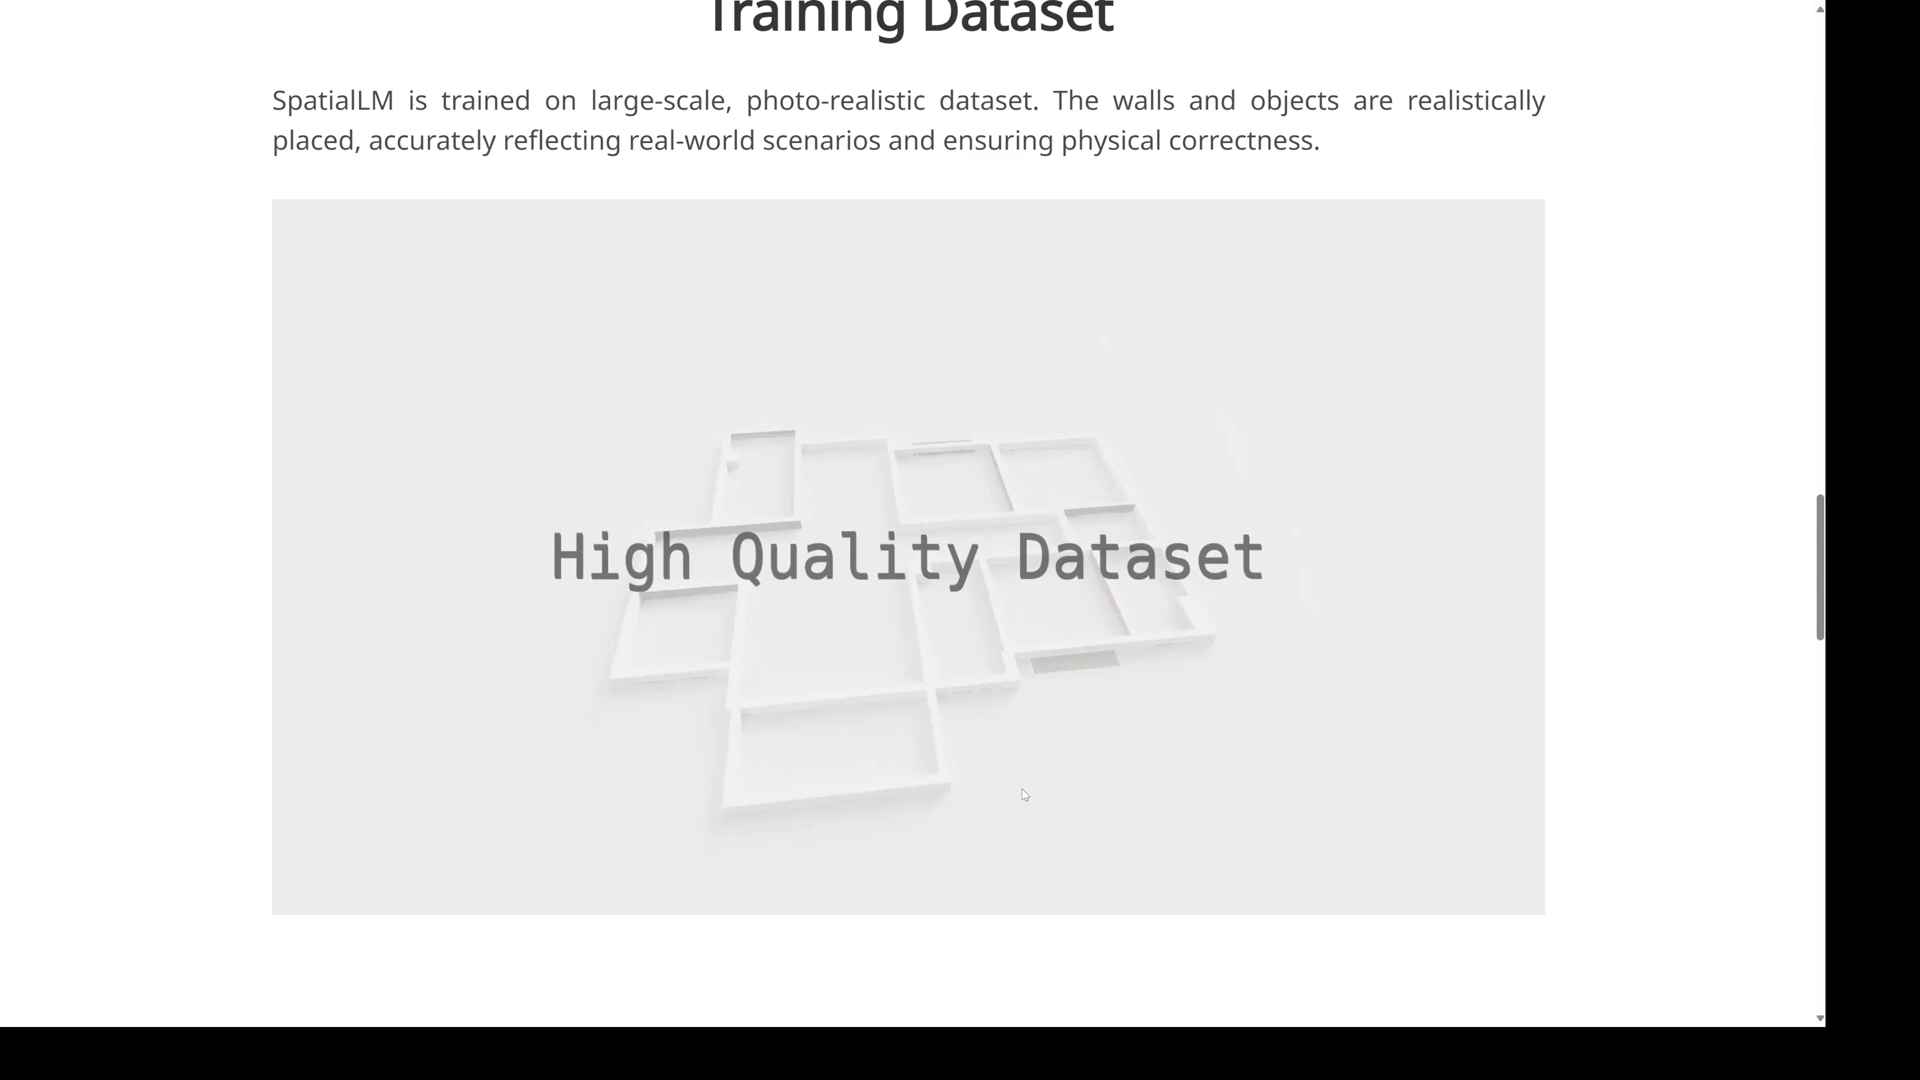 Training Dataset
SpatialLM is trained on large-scale, photo-realistic dataset. The walls and objects are realistically
placed, accurately reflecting real-world scenarios and ensuring physical correctness.
High Quality Dataset